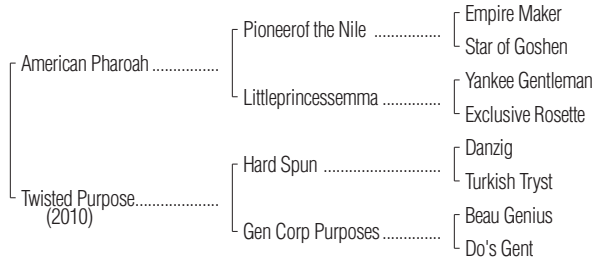 Empire Maker
Pioneerof the Nile ................
Star of Goshen
American Pharoah ................
Yankee Gentleman
Littleprincessemma ..............
Exclusive Rosette
Danzig
Hard Spun ............................
Turkish Tryst
Twisted Purpose....................
(2010)
Beau Genius
Gen Corp Purposes..............
Do's Gent